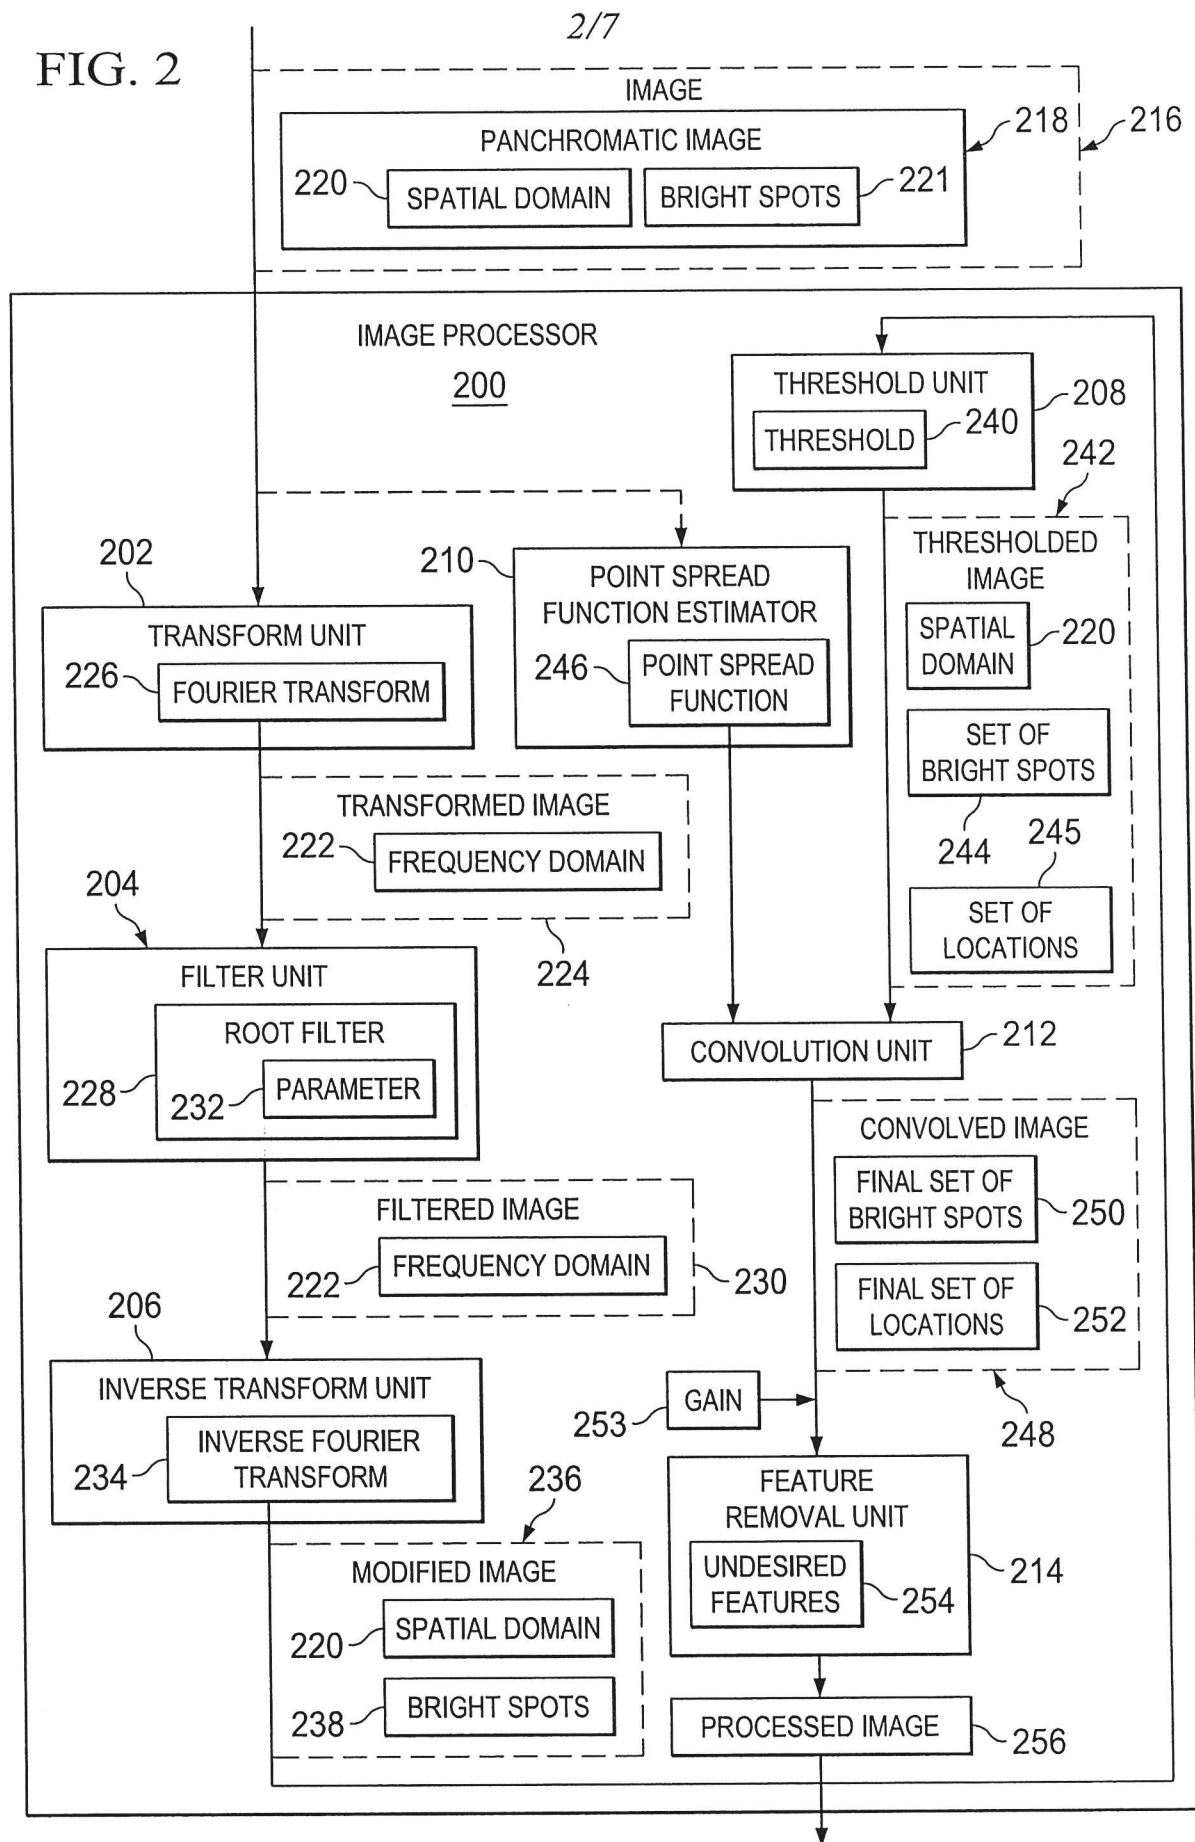 2/7
FIG. 2
IMAGE
PANCHROMATIC IMAGE
218
216
220
SPATIAL DOMAIN
BRIGHT SPOTS
221
IMAGE PROCESSOR
200
THRESHOLD UNIT
208
THRESHOLD
240
242
202
TRANSFORM UNIT
226
FOURIER TRANSFORM
210
POINT SPREAD
FUNCTION ESTIMATOR
246
POINT SPREAD
FUNCTION
THRESHOLDED
IMAGE
SPATIAL
DOMAIN
220
SET OF
BRIGHT SPOTS
244
245
SET OF
LOCATIONS
TRANSFORMED IMAGE
222
FREQUENCY DOMAIN
224
204
FILTER UNIT
ROOT FILTER
228
232
PARAMETER
CONVOLUTION UNIT
212
FILTERED IMAGE
222
FREQUENCY DOMAIN
230
CONVOLVED IMAGE
FINAL SET OF
BRIGHT SPOTS
250
FINAL SET OF
LOCATIONS
252
248
206
INVERSE TRANSFORM UNIT
234
INVERSE FOURIER
TRANSFORM
GAIN
253
236
MODIFIED IMAGE
220
SPATIAL DOMAIN
238
BRIGHT SPOTS
FEATURE
REMOVAL UNIT
214
UNDESIRED
FEATURES
254
PROCESSED IMAGE
256